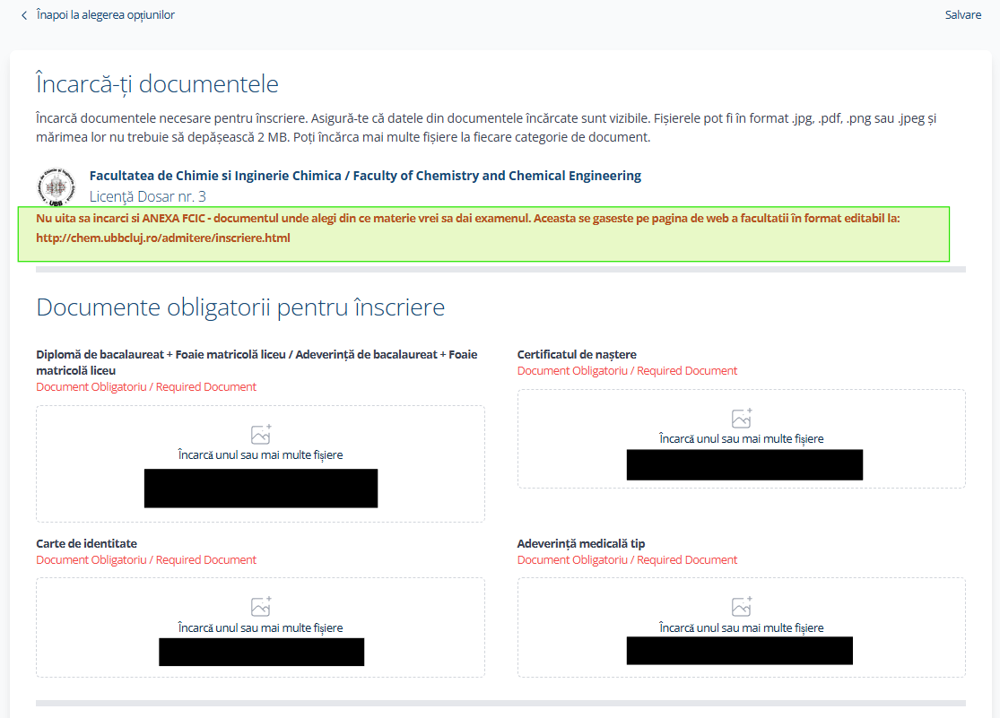 Înapoi la alegerea opțiunilor
Salvare
Încarcă-ți documentele
Încarcă documentele necesare pentru înscriere. Asigură-te că datele din documentele încărcate sunt vizibile. Fișierele pot fi în format .jpg, .pdf, .png sau .jpeg și
mărimea lor nu trebuie să depășească 2 MB. Poți încărca mai multe fișiere la fiecare categorie de document.
Facultatea de Chimie si Inginerie Chimica / Faculty of Chemistry and Chemical Engineering
Licență Dosar nr. 3
UBB
Nu uita sa incarci si ANEXA FCIC - documentul unde alegi din ce materie vrei sa dai examenul. Aceasta se gaseste pe pagina de web a facultatii în format editabil la:
http://chem.ubbcluj.ro/admitere/inscriere.html
Documente obligatorii pentru înscriere
Diplomă de bacalaureat + Foaie matricolă liceu / Adeverință de bacalaureat + Foaie
matricolă liceu
Document Obligatoriu / Required Document
Încarcă unul sau mai multe fișiere
Certificatul de naștere
Document Obligatoriu / Required Document
Încarcă unul sau mai multe fișiere
Carte de identitate
Document Obligatoriu / Required Document
Încarcă unul sau mai multe fișiere
Adeverință medicală tip
Document Obligatoriu / Required Document
Încarcă unul sau mai multe fișiere